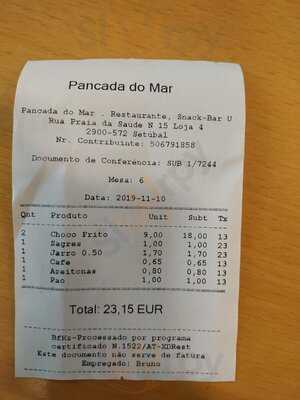 Pancada do Mar
Pancada do Mar . Restaurante, Snack-Bar U
Rua Praia da Saude N 15 Loja 4
2900-572 Setúbal
Nr. Contribuinte: 506791858
Documento de Conferência: SUB 1/7244
Mesa: 6
Data: 2019-11-10
Qnt Produto Unit Subt Tx
2 Choco Frito 9,00 18,00 13
1 Sagres 1,00 1,00 23
1 Jarro 0.50 1,70 1,70 23
1 Cafe 0,65 0,65 13
1 Azeitonas 0,80 0,80 13
1 Pao 1,00 1,00 13
Total: 23,15 EUR
BfHz-Processado por programa
certificado N.1522/AT-XDRest
Este documento não serve de fatura
Empregado: Bruno